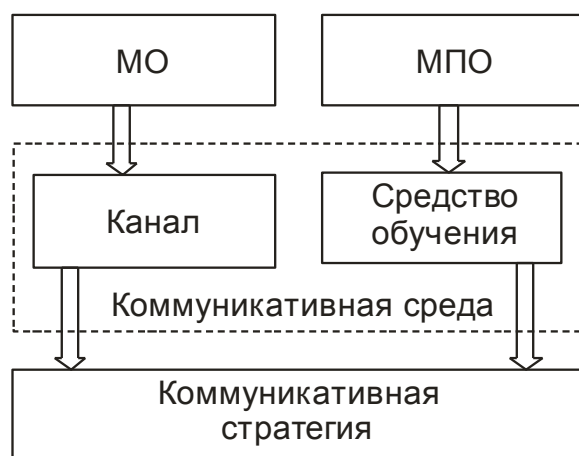 МО
МПО
Канал
Средство
обучения
Коммуникативная среда
Коммуникативная
стратегия